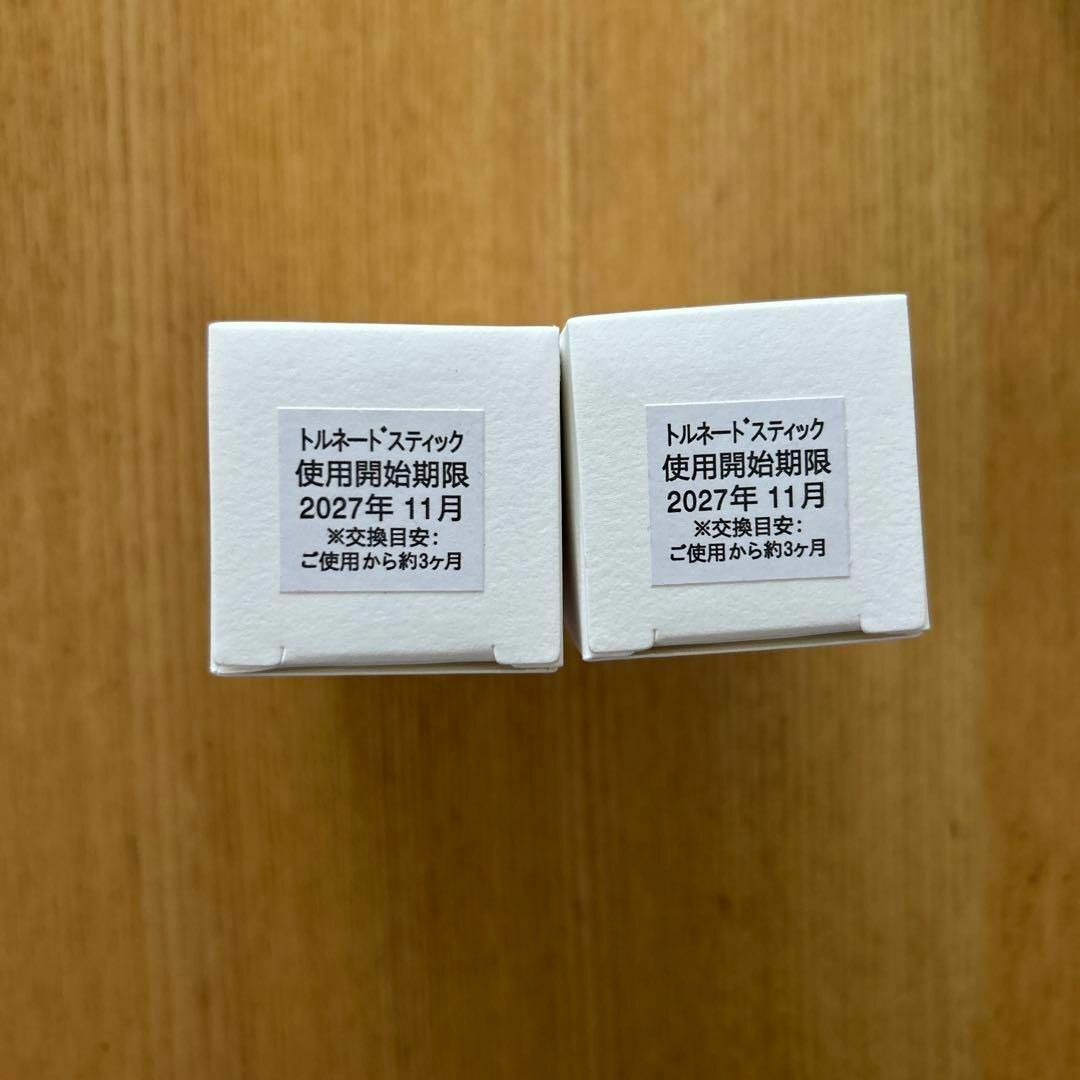 トルネードスティック
使用開始期限
2027年 11月
※交換目安:
ご使用から約3ヶ月
トルネードスティック
使用開始期限
2027年 11月
※交換目安:
ご使用から約3ヶ月